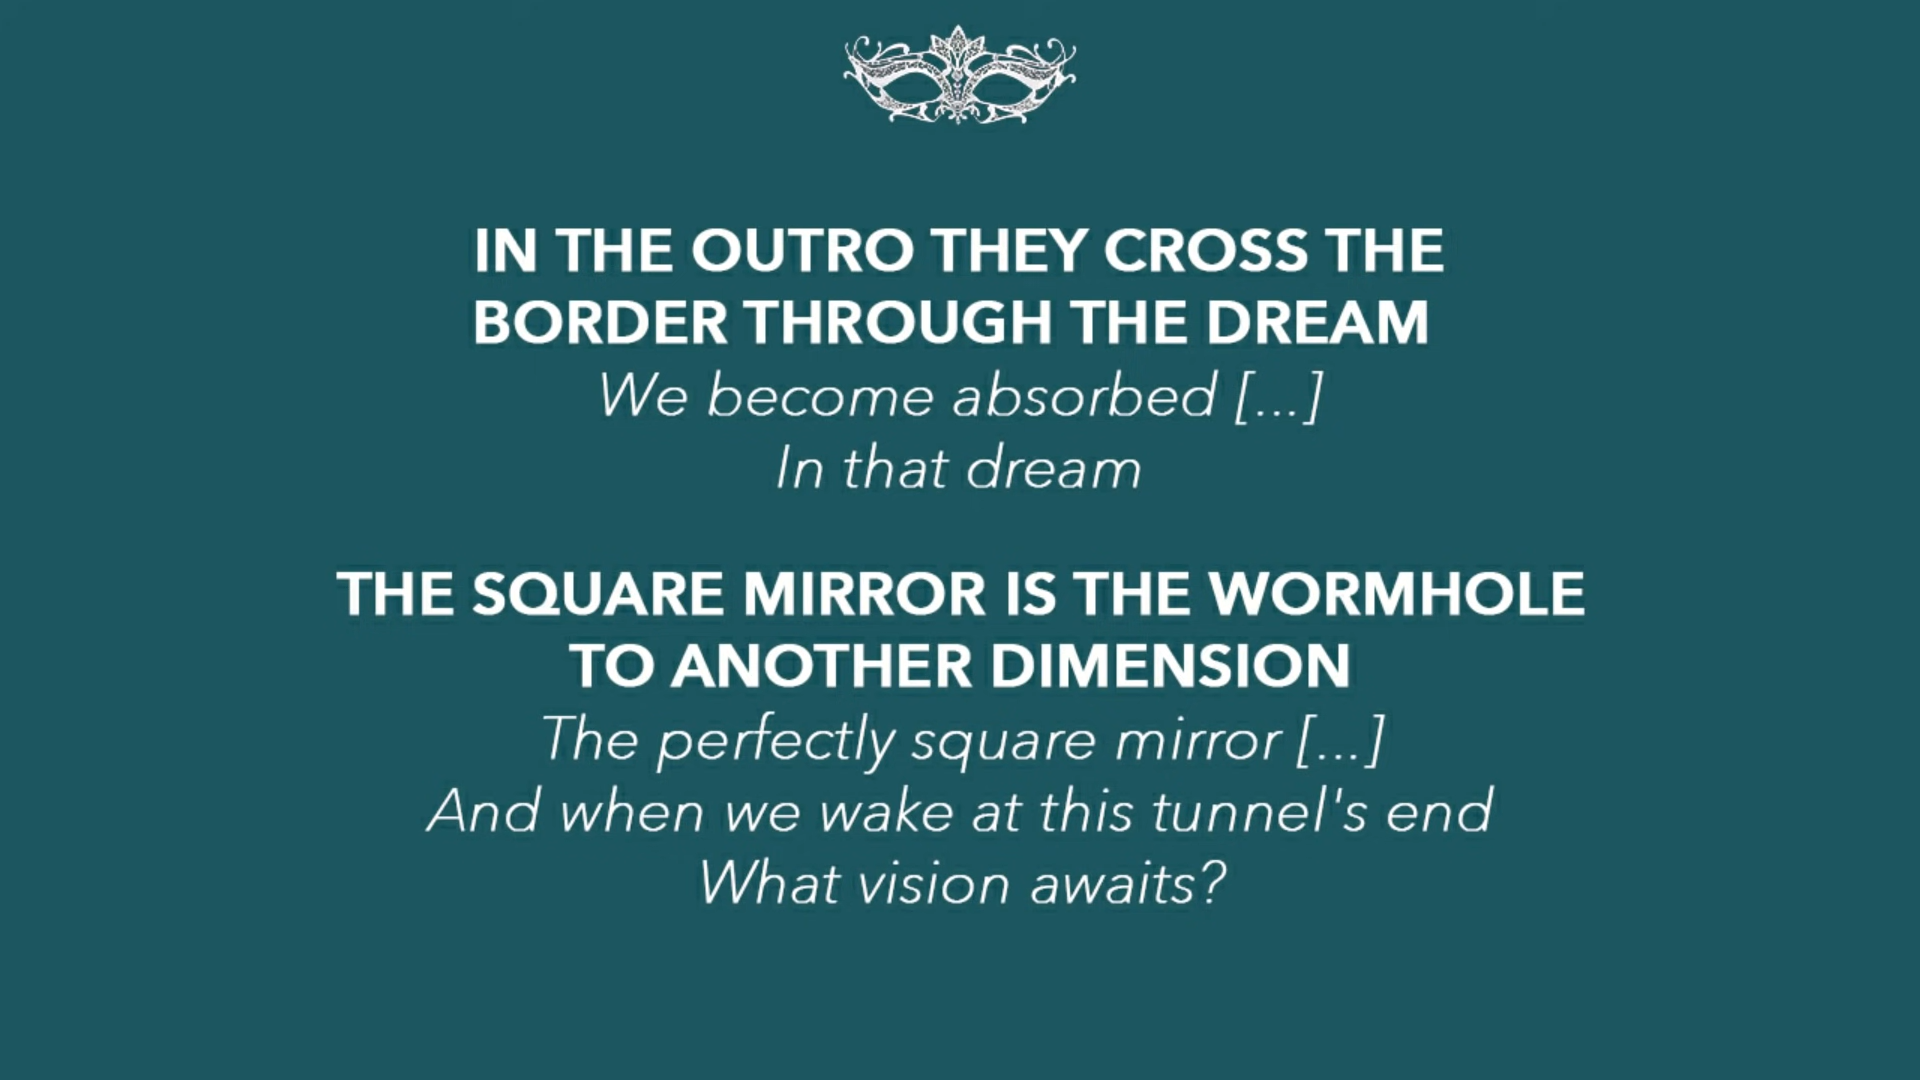 IN THE OUTRO THEY CROSS THE
BORDER THROUGH THE DREAM
We become absorbed [...]
In that dream
THE SQUARE MIRROR IS THE WORMHOLE
TO ANOTHER DIMENSION
The perfectly square mirror [...]
And when we wake at this tunnel's end
What vision awaits?